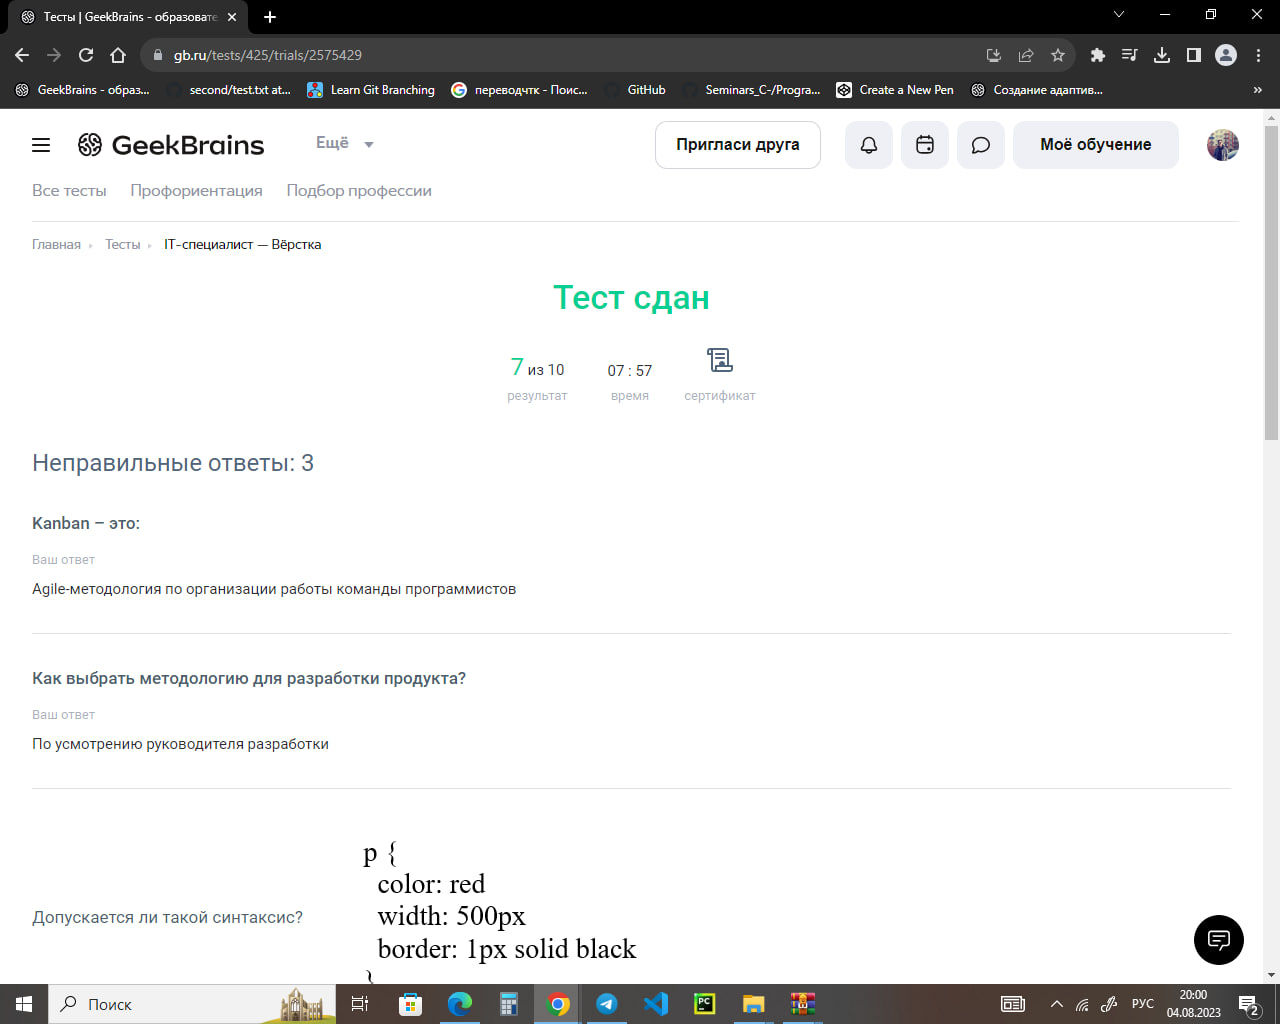 Тесты | GeekBrains - образовате
gb.ru/tests/425/trials/2575429
GeekBrains - образ...
second/test.txt at...
Learn Git Branching
переводчтк - Поис...
GitHub
Seminars_C-/Progra...
Create a New Pen
Создание адаптив...
»
GeekBrains
Ещё
Пригласи друга
Моё обучение
Все тесты
Профориентация
Подбор профессии
Главная
Тесты
IT-специалист — Вёрстка
Тест сдан
7 из 10
07 : 57
результат
время
сертификат
Неправильные ответы: 3
Kanban – это:
Ваш ответ
Agile-методология по организации работы команды программистов
Как выбрать методологию для разработки продукта?
Ваш ответ
По усмотрению руководителя разработки
Допускается ли такой синтаксис?
p {
color: red
width: 500px
border: 1px solid black
}
Поиск
PC
РУС
20:00
04.08.2023
2